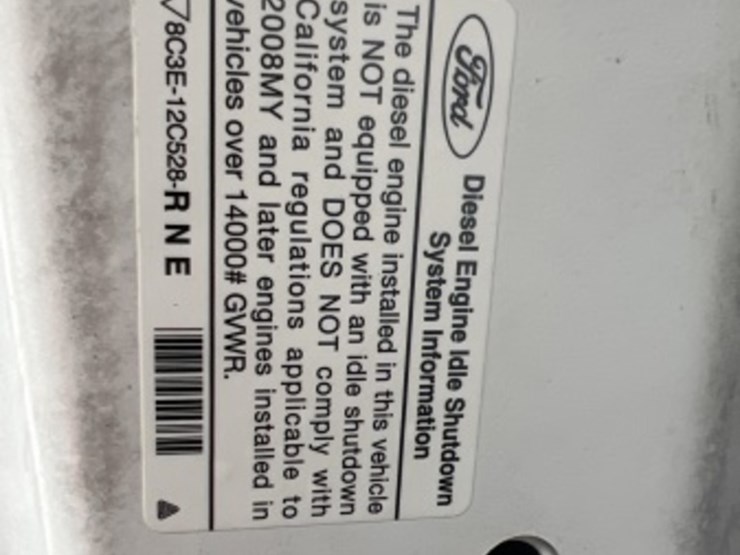 Ford
Diesel Engine Idle Shutdown
System Information
The diesel engine installed in this vehicle
is NOT equipped with an idle shutdown
system and DOES NOT comply with
California regulations applicable to
2008MY and later engines installed in
vehicles over 14000# GVWR.
8C3E-12C528-R N E